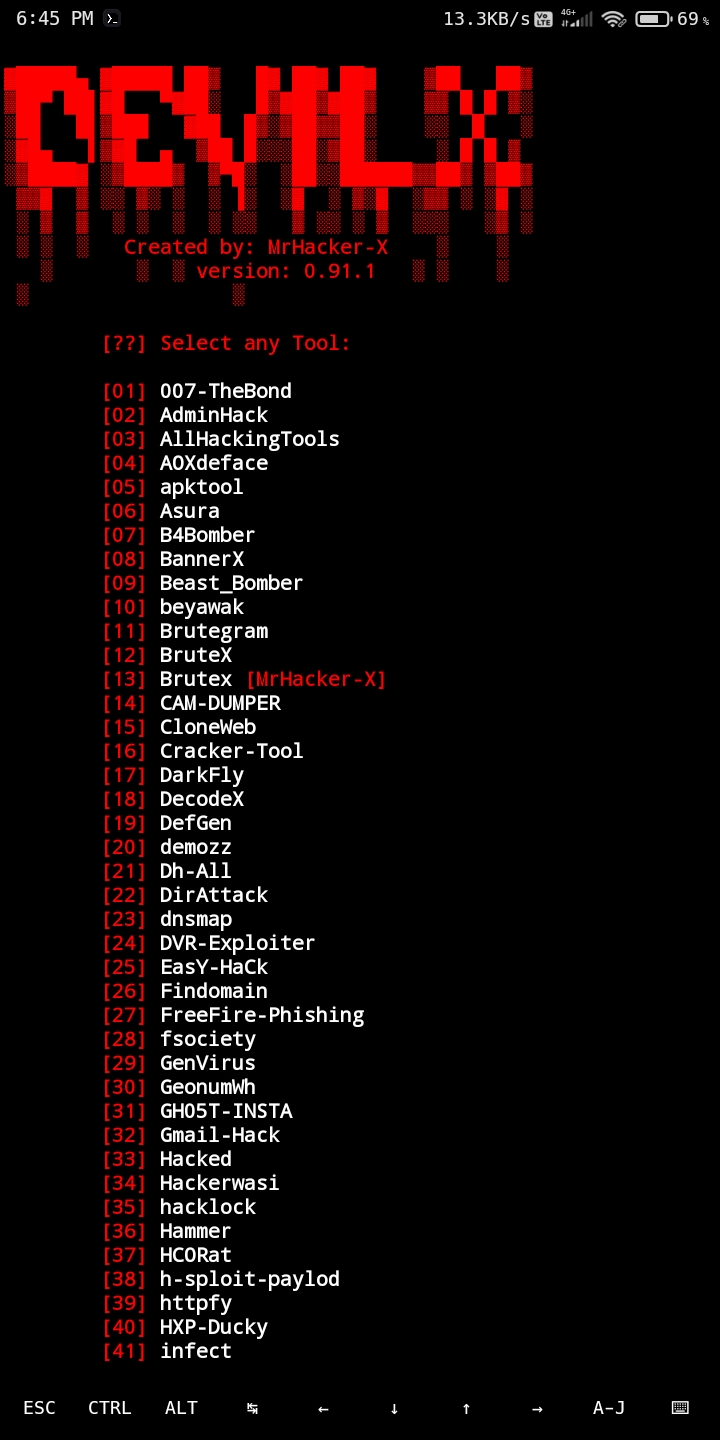 6:45 PM 13.3KB/s Vo LTE 4G+ 69 %
DEVIL-X
Created by: MrHacker-X
version: 0.91.1
[??] Select any Tool:
[01] 007-TheBond
[02] AdminHack
[03] AllHackingTools
[04] AOXdeface
[05] apktool
[06] Asura
[07] B4Bomber
[08] BannerX
[09] Beast_Bomber
[10] beyawak
[11] Brutegram
[12] BruteX
[13] Brutex [MrHacker-X]
[14] CAM-DUMPER
[15] CloneWeb
[16] Cracker-Tool
[17] DarkFly
[18] DecodeX
[19] DefGen
[20] demozz
[21] Dh-All
[22] DirAttack
[23] dnsmap
[24] DVR-Exploiter
[25] EasY-HaCk
[26] Findomain
[27] FreeFire-Phishing
[28] fsociety
[29] GenVirus
[30] GeonumWh
[31] GH05T-INSTA
[32] Gmail-Hack
[33] Hacked
[34] Hackerwasi
[35] hacklock
[36] Hammer
[37] HCORat
[38] h-sploit-paylod
[39] httpfy
[40] HXP-Ducky
[41] infect
ESC CTRL ALT ↹ ← ↓ ↑ → A-J